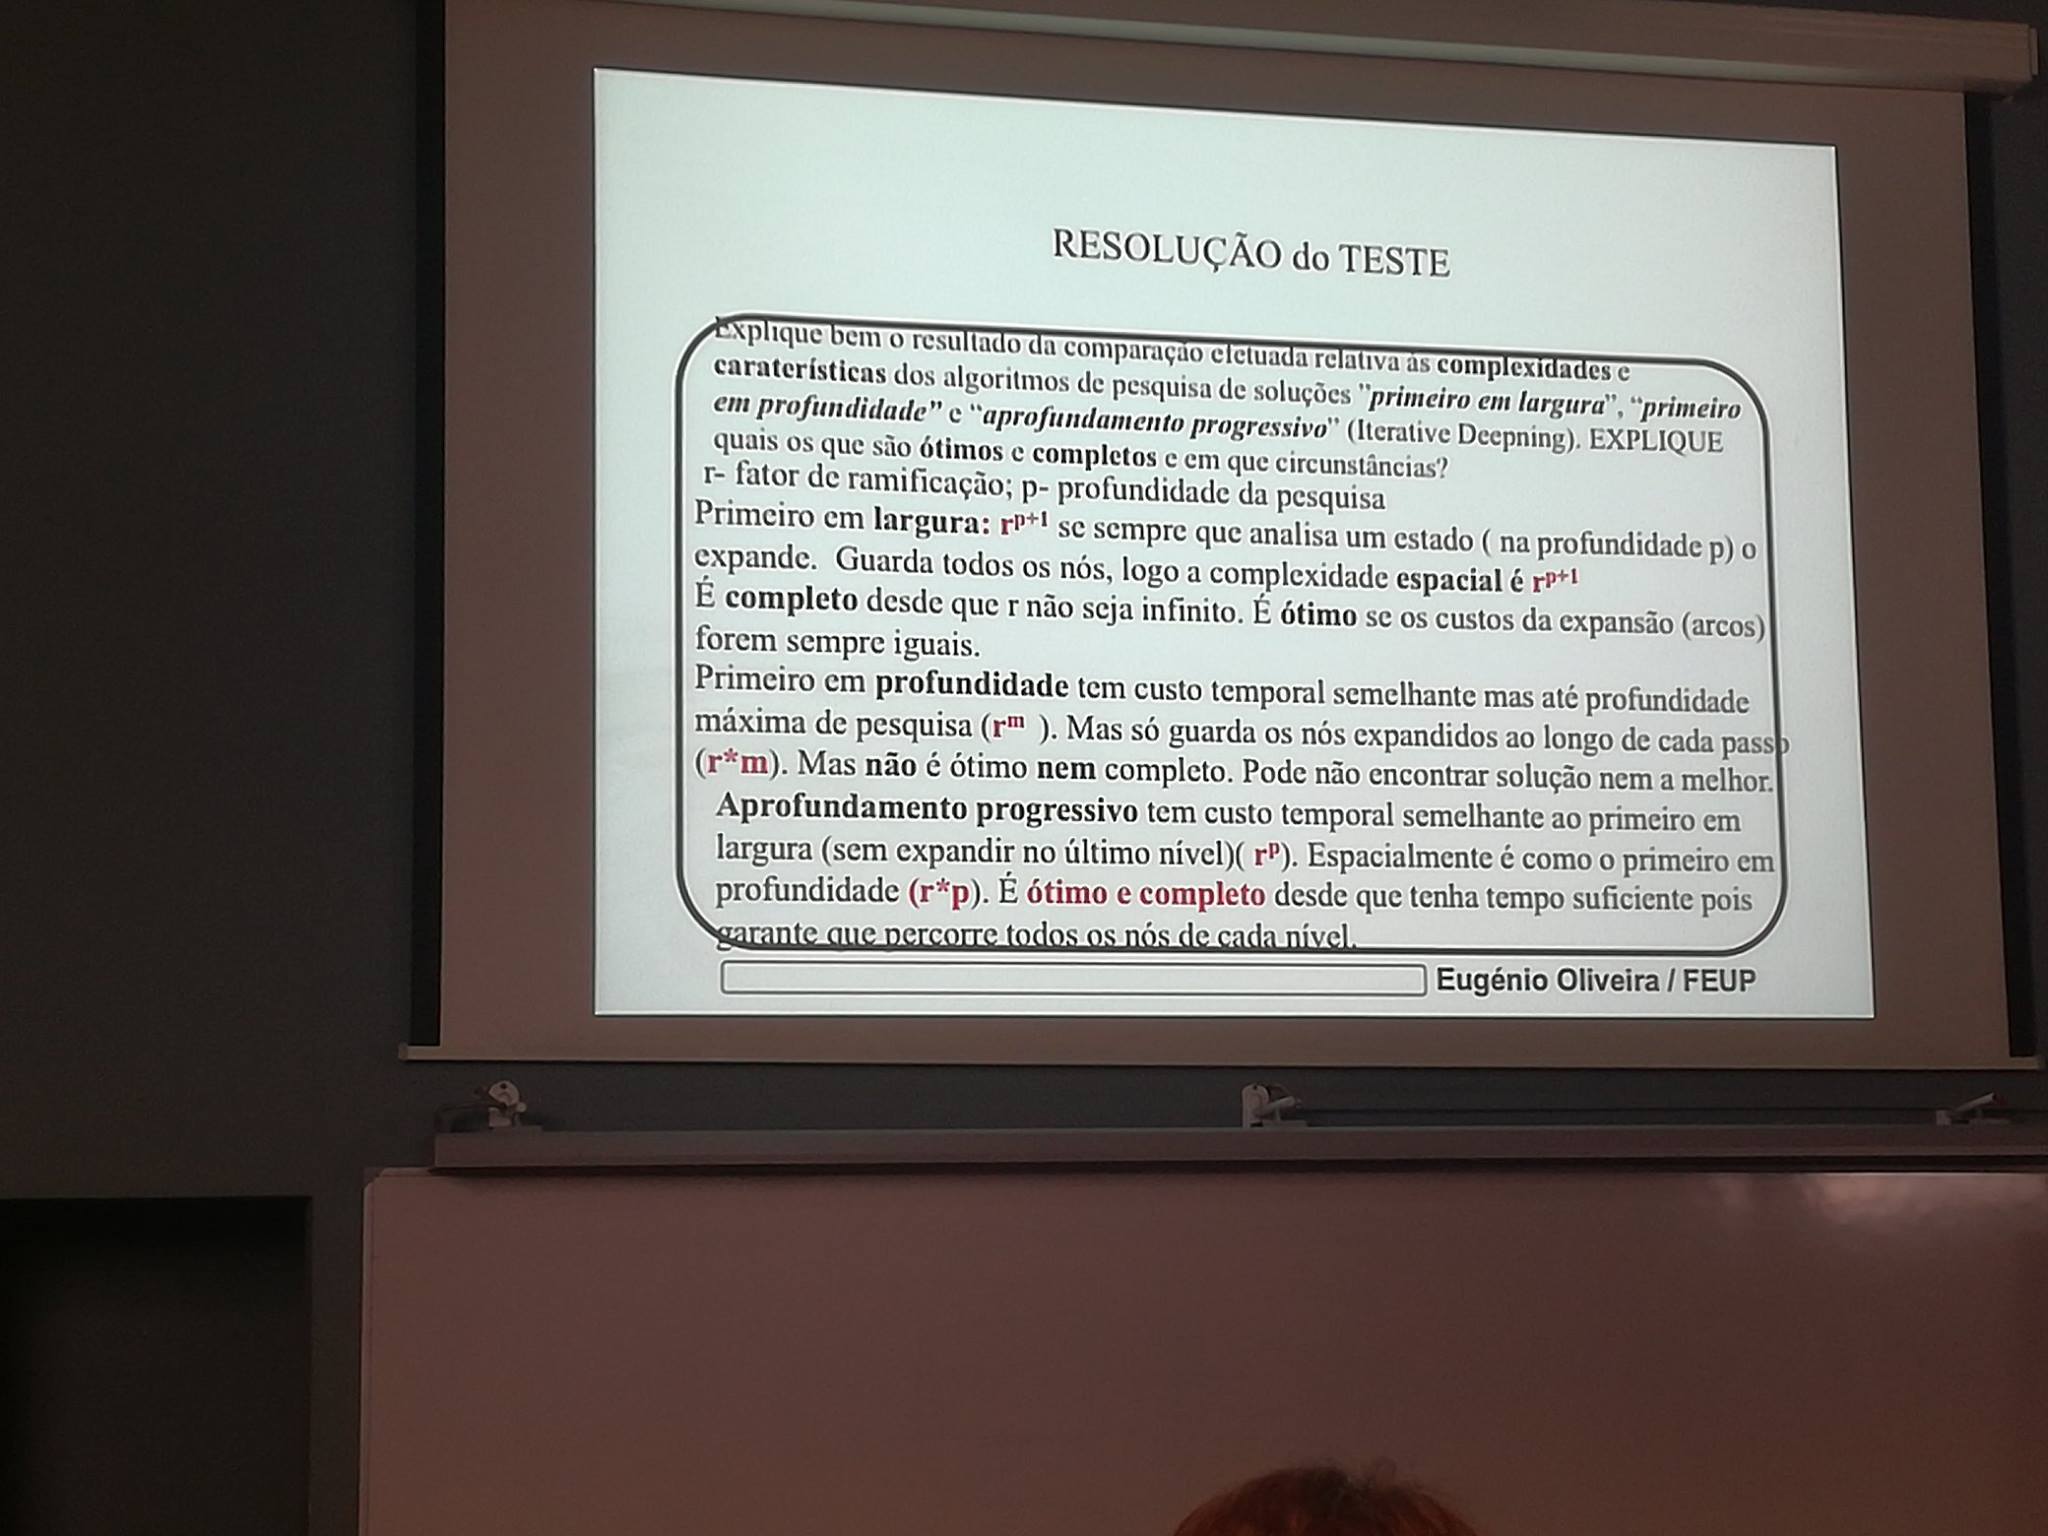 RESOLUÇÃO do TESTE
Explique bem o resultado da comparação efetuada relativa às complexidades e
caraterísticas dos algoritmos de pesquisa de soluções "primeiro em largura”, “primeiro
em profundidade” e “aprofundamento progressivo” (Iterative Deepning). EXPLIQUE
quais os que são ótimos e completos e em que circunstâncias?
r- fator de ramificação; p- profundidade da pesquisa
Primeiro em largura: rᵖ⁺¹ se sempre que analisa um estado ( na profundidade p) o
expande. Guarda todos os nós, logo a complexidade espacial é rᵖ⁺¹
É completo desde que r não seja infinito. É ótimo se os custos da expansão (arcos)
forem sempre iguais.
Primeiro em profundidade tem custo temporal semelhante mas até profundidade
máxima de pesquisa (rᵐ ). Mas só guarda os nós expandidos ao longo de cada passo
(r*m). Mas não é ótimo nem completo. Pode não encontrar solução nem a melhor.
Aprofundamento progressivo tem custo temporal semelhante ao primeiro em
largura (sem expandir no último nível)( rᵖ). Espacialmente é como o primeiro em
profundidade (r*p). É ótimo e completo desde que tenha tempo suficiente pois
garante que percorre todos os nós de cada nível.
Eugénio Oliveira / FEUP